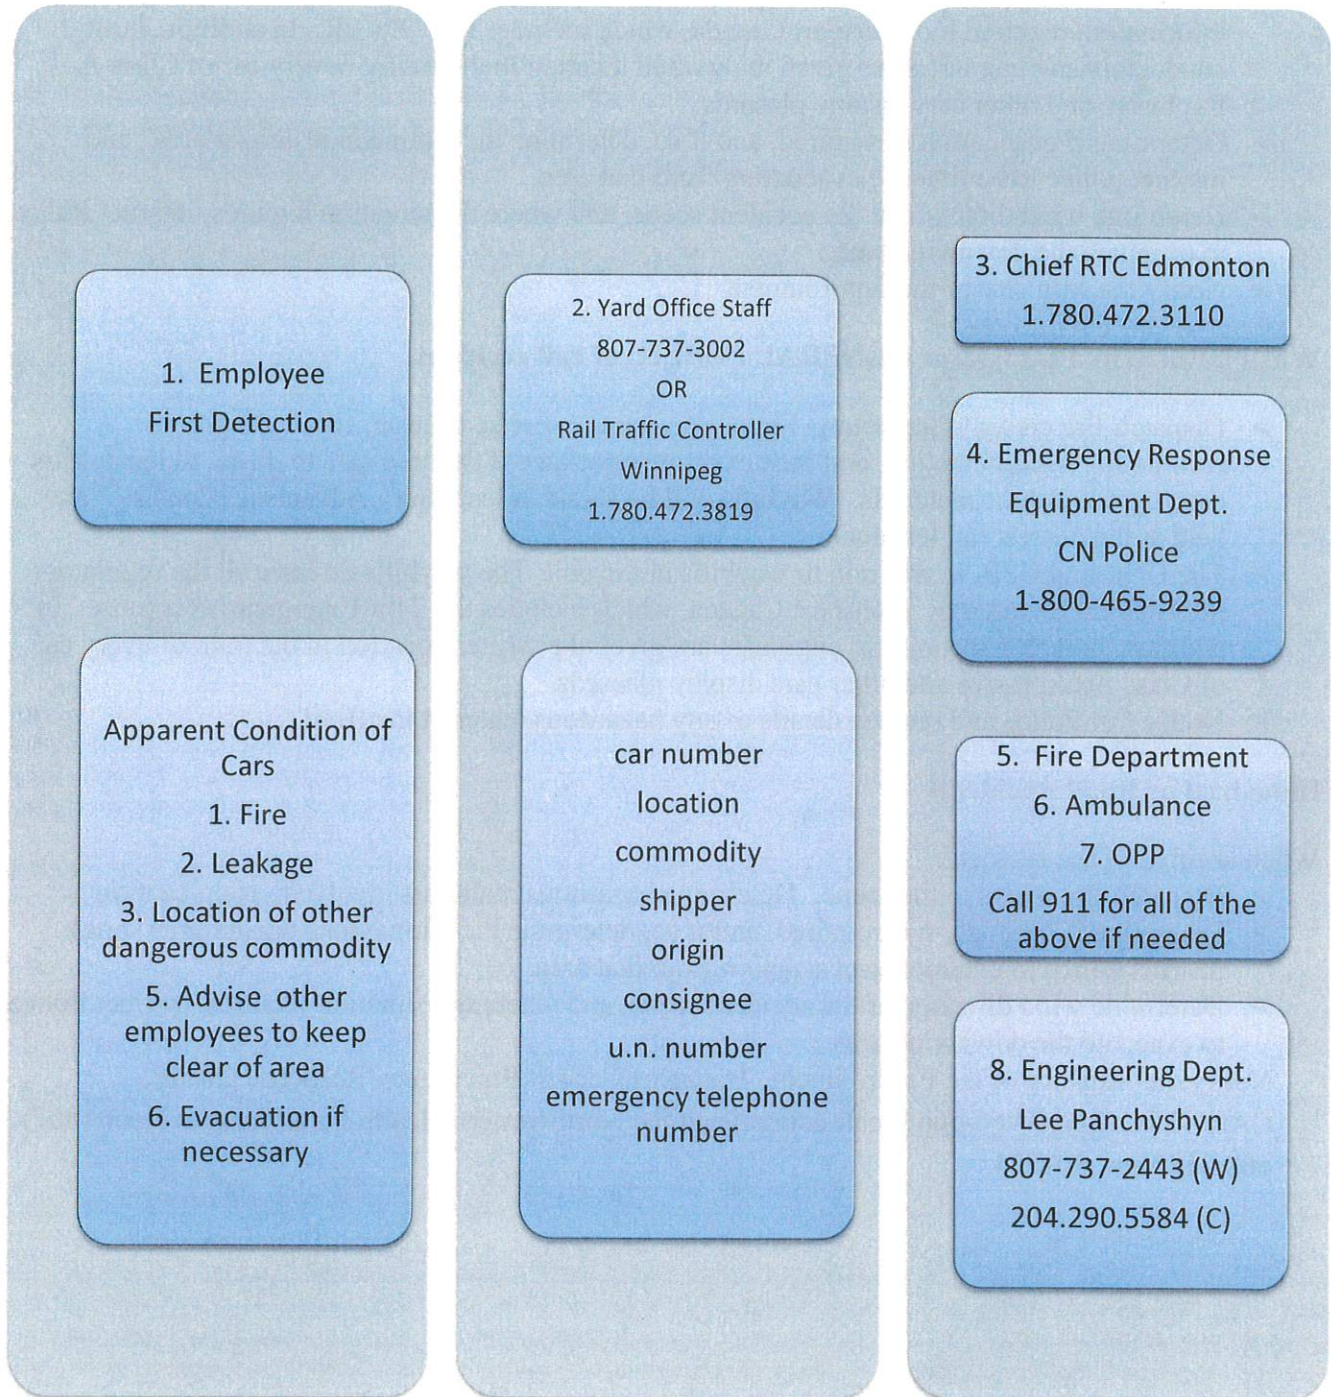 1. Employee
First Detection
Apparent Condition of
Cars
1. Fire
2. Leakage
3. Location of other
dangerous commodity
5. Advise other
employees to keep
clear of area
6. Evacuation if
necessary
2. Yard Office Staff
807-737-3002
OR
Rail Traffic Controller
Winnipeg
1.780.472.3819
car number
location
commodity
shipper
origin
consignee
u.n. number
emergency telephone
number
3. Chief RTC Edmonton
1.780.472.3110
4. Emergency Response
Equipment Dept.
CN Police
1-800-465-9239
5. Fire Department
6. Ambulance
7. OPP
Call 911 for all of the
above if needed
8. Engineering Dept.
Lee Panchyshyn
807-737-2443 (W)
204.290.5584 (C)